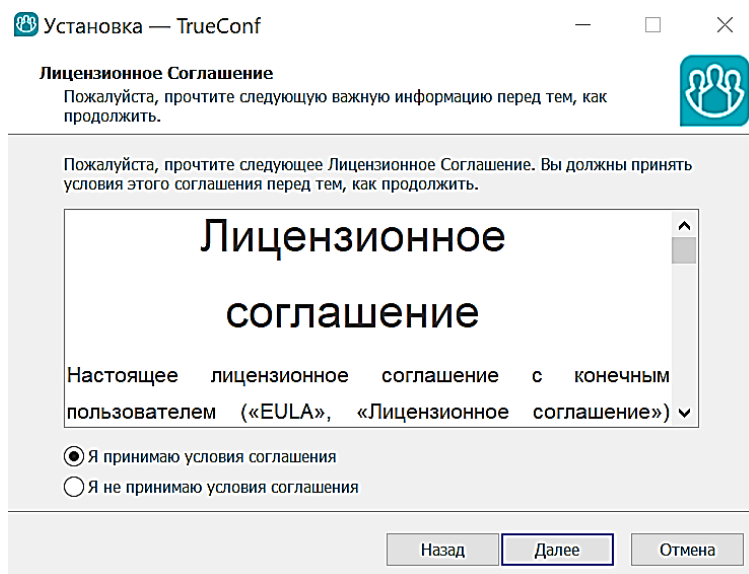 Установка — TrueConf
Лицензионное Соглашение
Пожалуйста, прочтите следующую важную информацию перед тем, как
продолжить.
Пожалуйста, прочтите следующее Лицензионное Соглашение. Вы должны принять
условия этого соглашения перед тем, как продолжить.
Лицензионное
соглашение
Настоящее лицензионное соглашение с конечным
пользователем («EULA», «Лицензионное соглашение»)
Я принимаю условия соглашения
Я не принимаю условия соглашения
Назад Далее Отмена